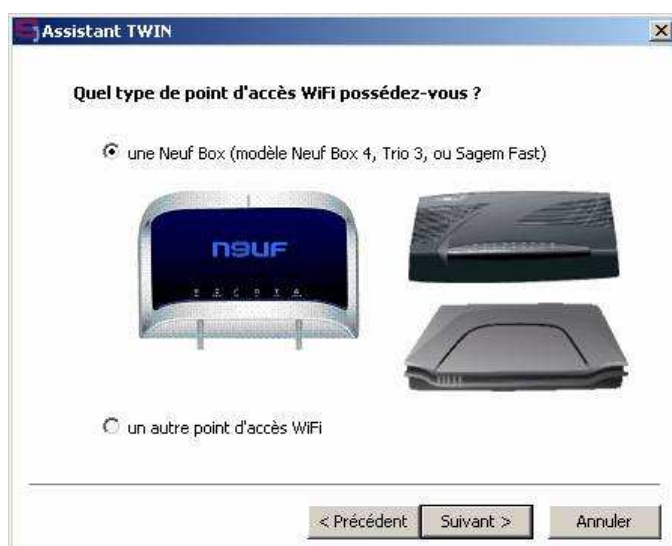 Assistant TWIN
Quel type de point d'accès WiFi possédez-vous ?
une Neuf Box (modèle Neuf Box 4, Trio 3, ou Sagem Fast)
neuf
un autre point d'accès WiFi
< Précédent Suivant > Annuler